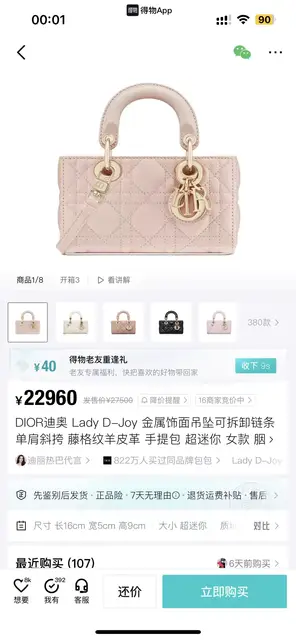 00:01
得物 得物App
90
商品1/8 开箱3 看讲解
380款
¥40 得物老友重逢礼
老友专属福利，快把喜欢的好物带回家
收下 9s
¥22960 发售价¥27500 降价提醒 16商家竞价中
DIOR迪奥 Lady D-Joy 金属饰面吊坠可拆卸链条
单肩斜挎 藤格纹羊皮革 手提包 超迷你 女款 胭
迪丽热巴代言 822万人买过同品牌包包 Lady D-Joy
先鉴别后发货 · 正品险 · 7天无理由 · 退货运费补贴 · 售后
尺寸 长16cm 宽5cm 高9cm 大小 超迷你 质 对比
最近购买 (107)
6天前购买
8k
392
想要
我有
客服
还价
立即购买